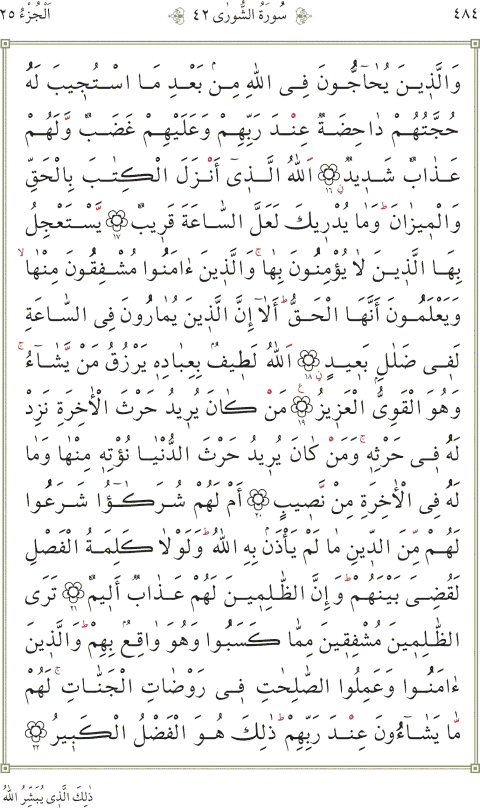 اَلْجُزْءُ ٢٥ سُورَةُ الشُّورٰى ٤٢ ٤٨٤
وَالَّذ۪ينَ يُحَٓاجُّونَ فِي اللّٰهِ مِنْ بَعْدِ مَا اسْتُج۪يبَ لَهُ
حُجَّتُهُمْ دَاحِضَةٌ عِنْدَ رَبِّهِمْ وَعَلَيْهِمْ غَضَبٌ وَلَهُمْ
عَذَابٌ شَد۪يدٌ ١٦ اَللّٰهُ الَّذ۪ٓي اَنْزَلَ الْكِتٰبَ بِالْحَقِّ
وَالْم۪يزَانَ وَمَا يُدْر۪يكَ لَعَلَّ السَّاعَةَ قَر۪يبٌ ١٧ يَسْتَعْجِلُ
بِهَا الَّذ۪ينَ لَا يُؤْمِنُونَ بِهَا وَالَّذ۪ينَ ءَامَنُوا مُشْفِقُونَ مِنْهَا
وَيَعْلَمُونَ اَنَّهَا الْحَقُّ اَلَٓا اِنَّ الَّذ۪ينَ يُمَارُونَ فِي السَّاعَةِ
لَف۪ي ضَلٰلٍ بَع۪يدٍ ١٨ اَللّٰهُ لَط۪يفٌ بِعِبَادِه۪ يَرْزُقُ مَنْ يَشَٓاءُ
وَهُوَ الْقَوِيُّ الْعَز۪يزُ ١٩ مَنْ كَانَ يُر۪يدُ حَرْثَ الْاٰخِرَةِ نَزِدْ
لَهُ ف۪ي حَرْثِه۪ وَمَنْ كَانَ يُر۪يدُ حَرْثَ الدُّنْيَا نُؤْتِه۪ مِنْهَا وَمَا
لَهُ فِي الْاٰخِرَةِ مِنْ نَص۪يبٍ ٢٠ اَمْ لَهُمْ شُرَكٰٓؤُا شَرَعُوا
لَهُمْ مِنَ الدّ۪ينِ مَا لَمْ يَأْذَنْ بِهِ اللّٰهُ وَلَوْلَا كَلِمَةُ الْفَصْلِ
لَقُضِيَ بَيْنَهُمْ وَاِنَّ الظّٰلِم۪ينَ لَهُمْ عَذَابٌ اَل۪يمٌ ٢١ تَرَى
الظّٰلِم۪ينَ مُشْفِق۪ينَ مِمَّا كَسَبُوا وَهُوَ وَاقِعٌ بِهِمْ وَالَّذ۪ينَ
ءَامَنُوا وَعَمِلُوا الصّٰلِحٰتِ ف۪ي رَوْضَاتِ الْجَنَّاتِ لَهُمْ
مَا يَشَٓاءُونَ عِنْدَ رَبِّهِمْ ذٰلِكَ هُوَ الْفَضْلُ الْكَب۪يرُ ٢٢
ذٰلِكَ الَّذ۪ي يُبَشِّرُ اللّٰهُ